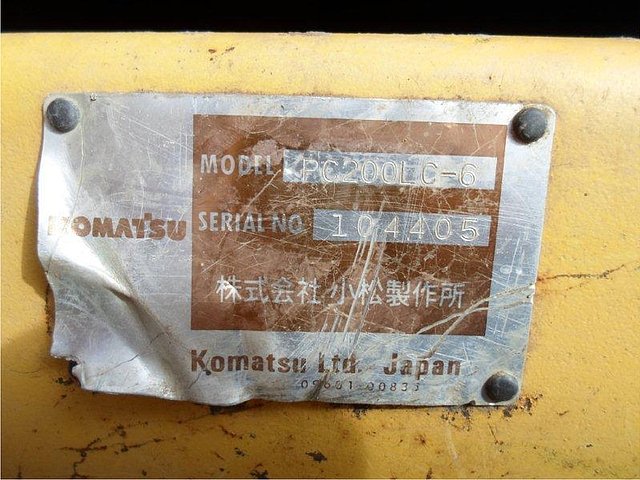 MODEL PC200LC-6
KOMATSU
SERIAL NO 104405
株式会社 小松製作所
Komatsu Ltd. Japan